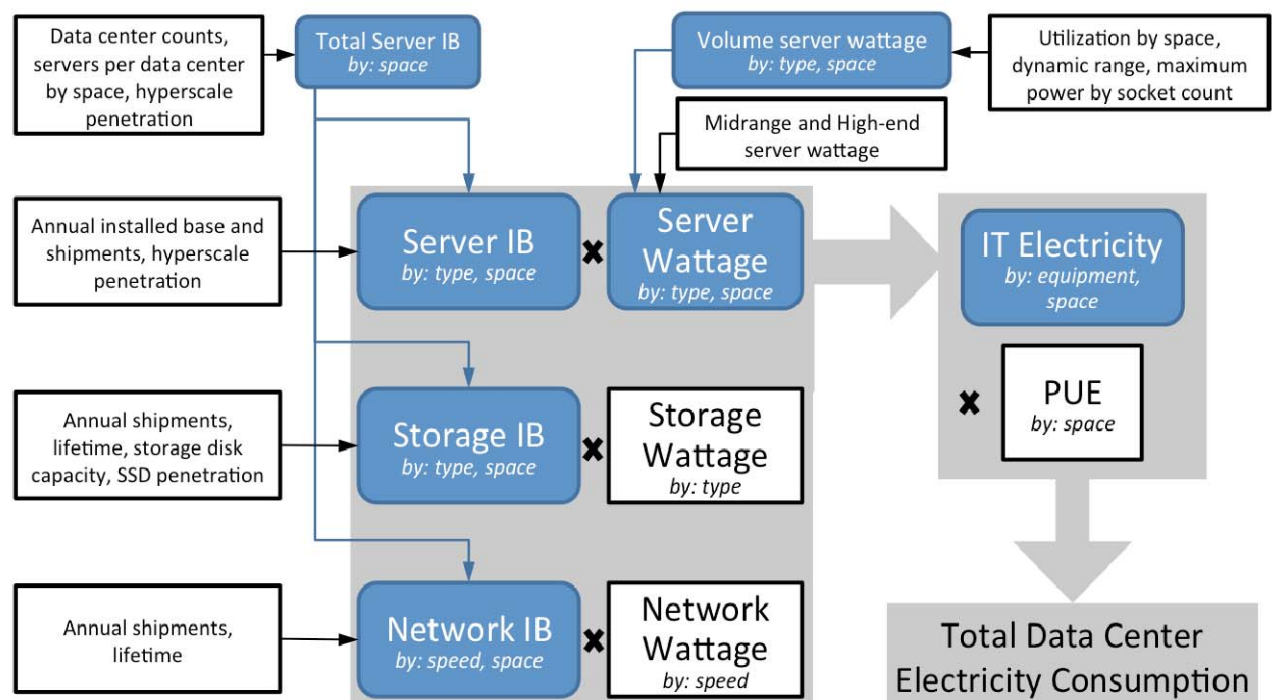 Data center counts,
servers per data center
by space, hyperscale
penetration
Total Server IB
by: space
Volume server wattage
by: type, space
Utilization by space,
dynamic range, maximum
power by socket count
Midrange and High-end
server wattage
Annual installed base and
shipments, hyperscale
penetration
Server IB
by: type, space
×
Server
Wattage
by: type, space
IT Electricity
by: equipment,
space
×
PUE
by: space
Annual shipments,
lifetime, storage disk
capacity, SSD penetration
Storage IB
by: type, space
×
Storage
Wattage
by: type
Annual shipments,
lifetime
Network IB
by: speed, space
×
Network
Wattage
by: speed
Total Data Center
Electricity Consumption